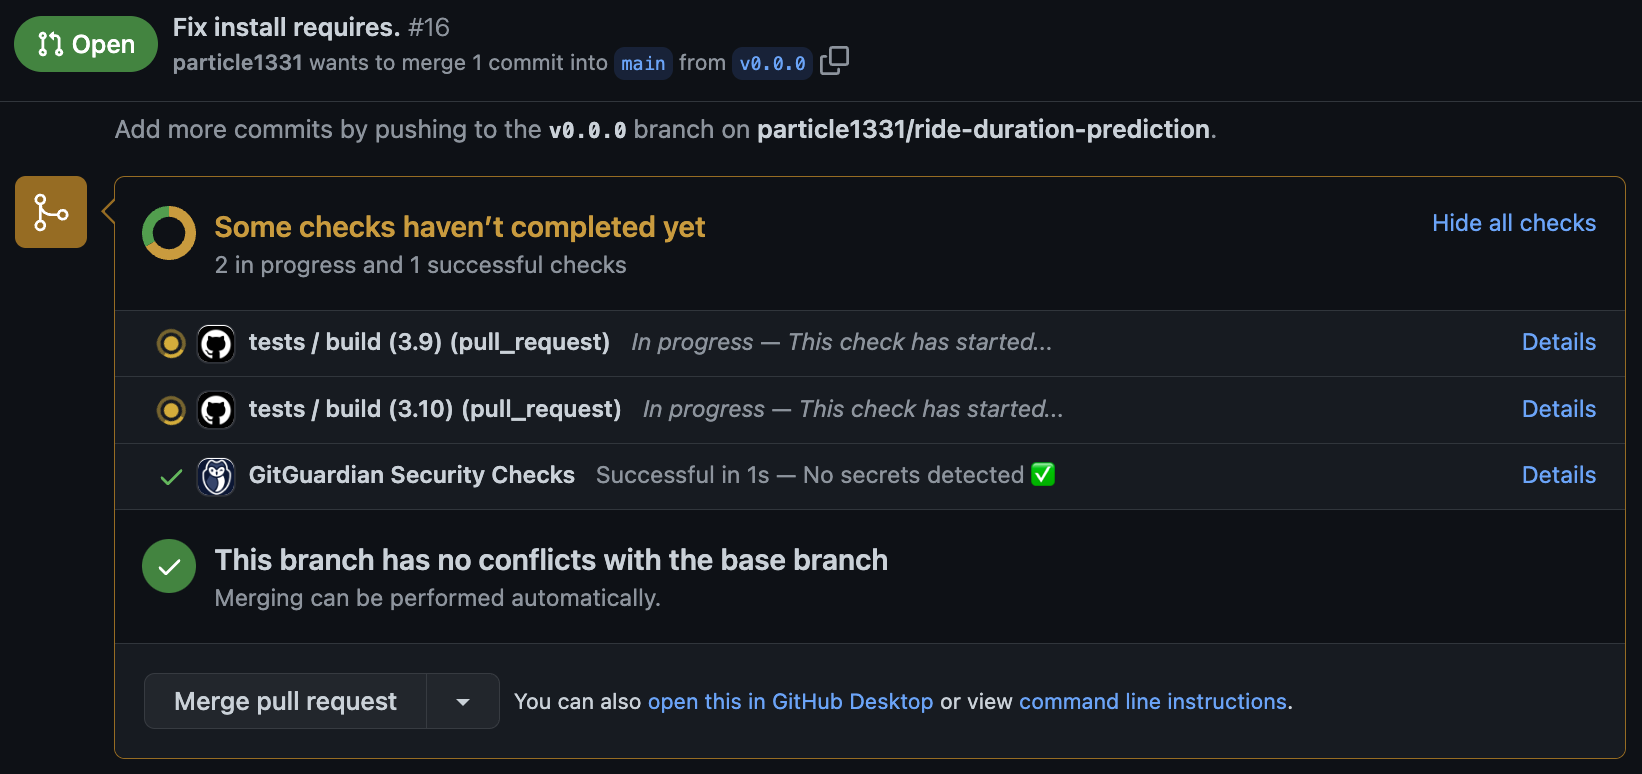 Open
Fix install requires. #16
particle1331 wants to merge 1 commit into main from v0.0.0
Add more commits by pushing to the v0.0.0 branch on particle1331/ride-duration-prediction.
Some checks haven’t completed yet
Hide all checks
2 in progress and 1 successful checks
tests / build (3.9) (pull_request) In progress — This check has started... Details
tests / build (3.10) (pull_request) In progress — This check has started... Details
GitGuardian Security Checks Successful in 1s — No secrets detected ✅ Details
This branch has no conflicts with the base branch
Merging can be performed automatically.
Merge pull request You can also open this in GitHub Desktop or view command line instructions.